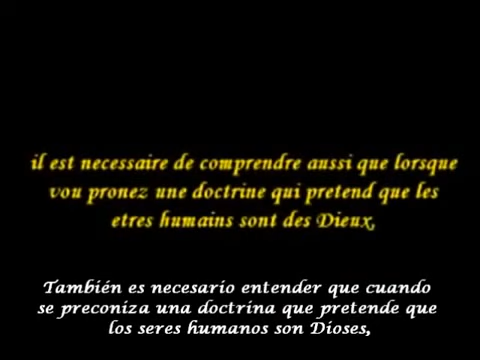 il est necessaire de comprendre aussi que lorsque
vou pronez une doctrine qui pretend que les
etres humains sont des Dieux,
También es necesario entender que cuando
se preconiza una doctrina que pretende que
los seres humanos son Dioses,